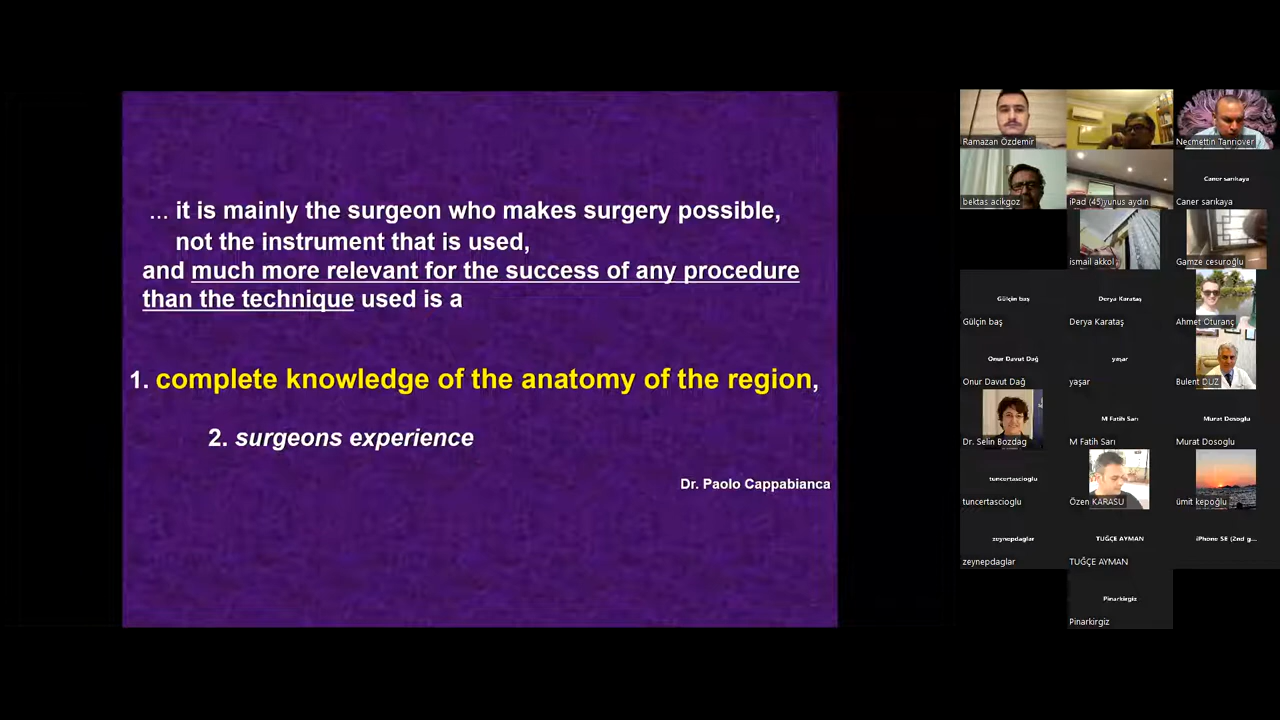 ... it is mainly the surgeon who makes surgery possible,
not the instrument that is used,
and much more relevant for the success of any procedure
than the technique used is a
1. complete knowledge of the anatomy of the region,
2. surgeons experience
Dr. Paolo Cappabianca
Ramazan Özdemir
Necmettin Tanriover
bektas acikgoz
iPad (45)yunus aydın
Caner sarıkaya
Caner sarıkaya
ismail akkol
Gamze cesuroğlu
Gülçin baş
Gülçin baş
Derya Karataş
Derya Karataş
Ahmet Oturanç
Onur Davut Dağ
Onur Davut Dağ
yaşar
yaşar
Bulent DUZ
Dr. Selin Bozdag
M Fatih Sarı
M Fatih Sarı
Murat Dosoglu
Murat Dosoglu
tuncertascioglu
tuncertascioglu
Özen KARASU
ümit kepoğlu
zeynepdaglar
zeynepdaglar
TUĞÇE AYMAN
TUĞÇE AYMAN
iPhone SE (2nd g...
Pinarkirgiz
Pinarkirgiz